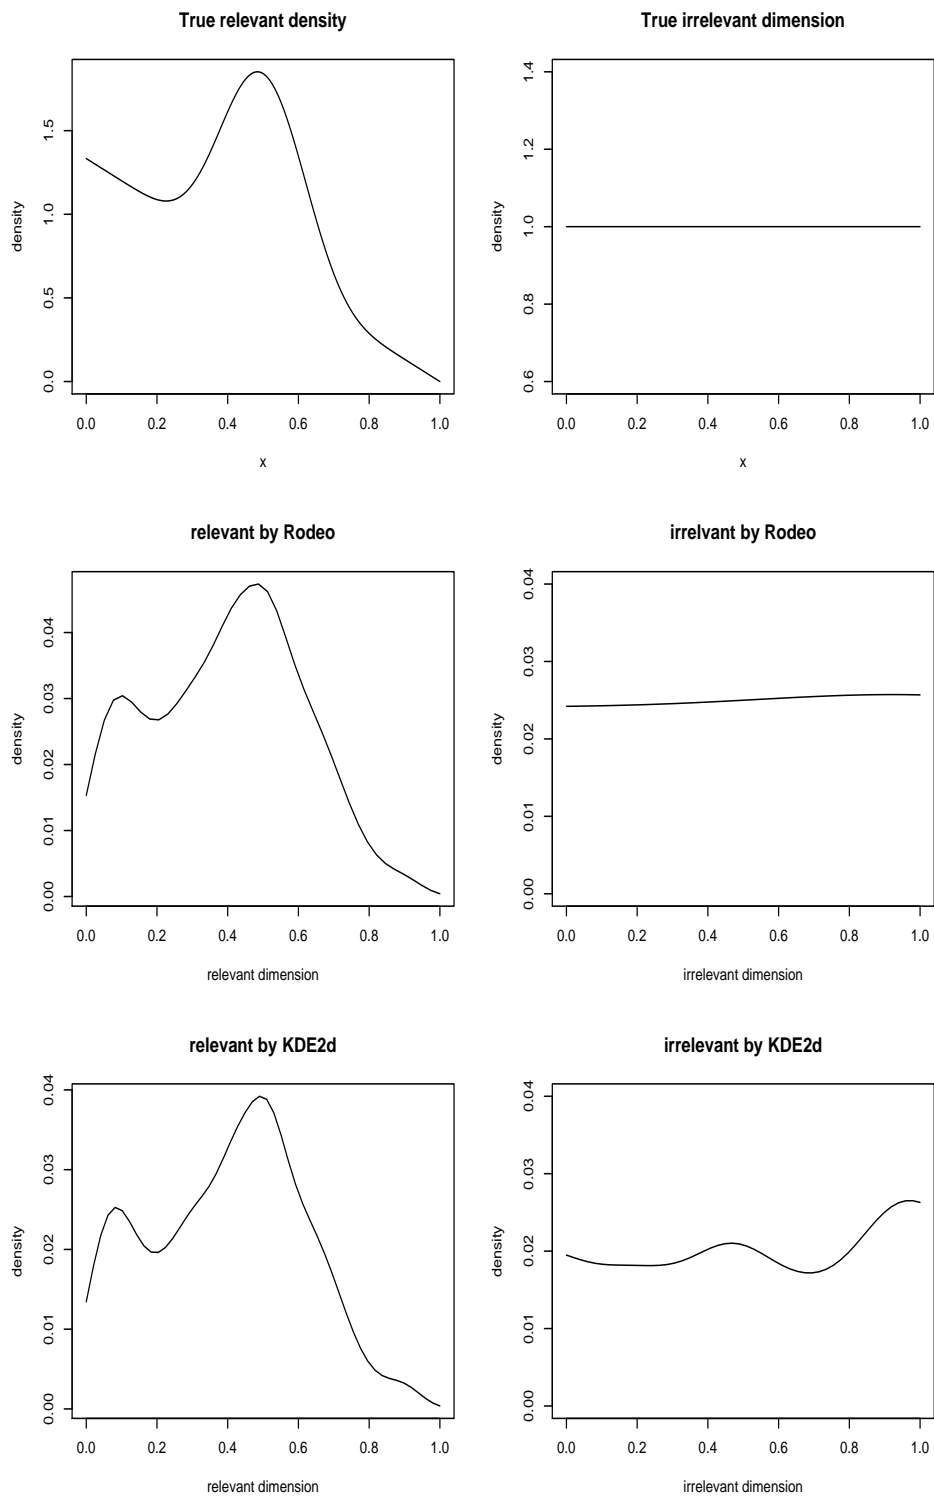 True relevant density
True irrelevant dimension
density
0.0 0.5 1.0 1.5
0.0 0.2 0.4 0.6 0.8 1.0
x
density
0.6 0.8 1.0 1.2 1.4
0.0 0.2 0.4 0.6 0.8 1.0
x
relevant by Rodeo
irrelvant by Rodeo
density
0.00 0.01 0.02 0.03 0.04
0.0 0.2 0.4 0.6 0.8 1.0
relevant dimension
density
0.00 0.01 0.02 0.03 0.04
0.0 0.2 0.4 0.6 0.8 1.0
irrelevant dimension
relevant by KDE2d
irrelevant by KDE2d
density
0.00 0.01 0.02 0.03 0.04
0.0 0.2 0.4 0.6 0.8 1.0
relevant dimension
density
0.00 0.01 0.02 0.03 0.04
0.0 0.2 0.4 0.6 0.8 1.0
irrelevant dimension